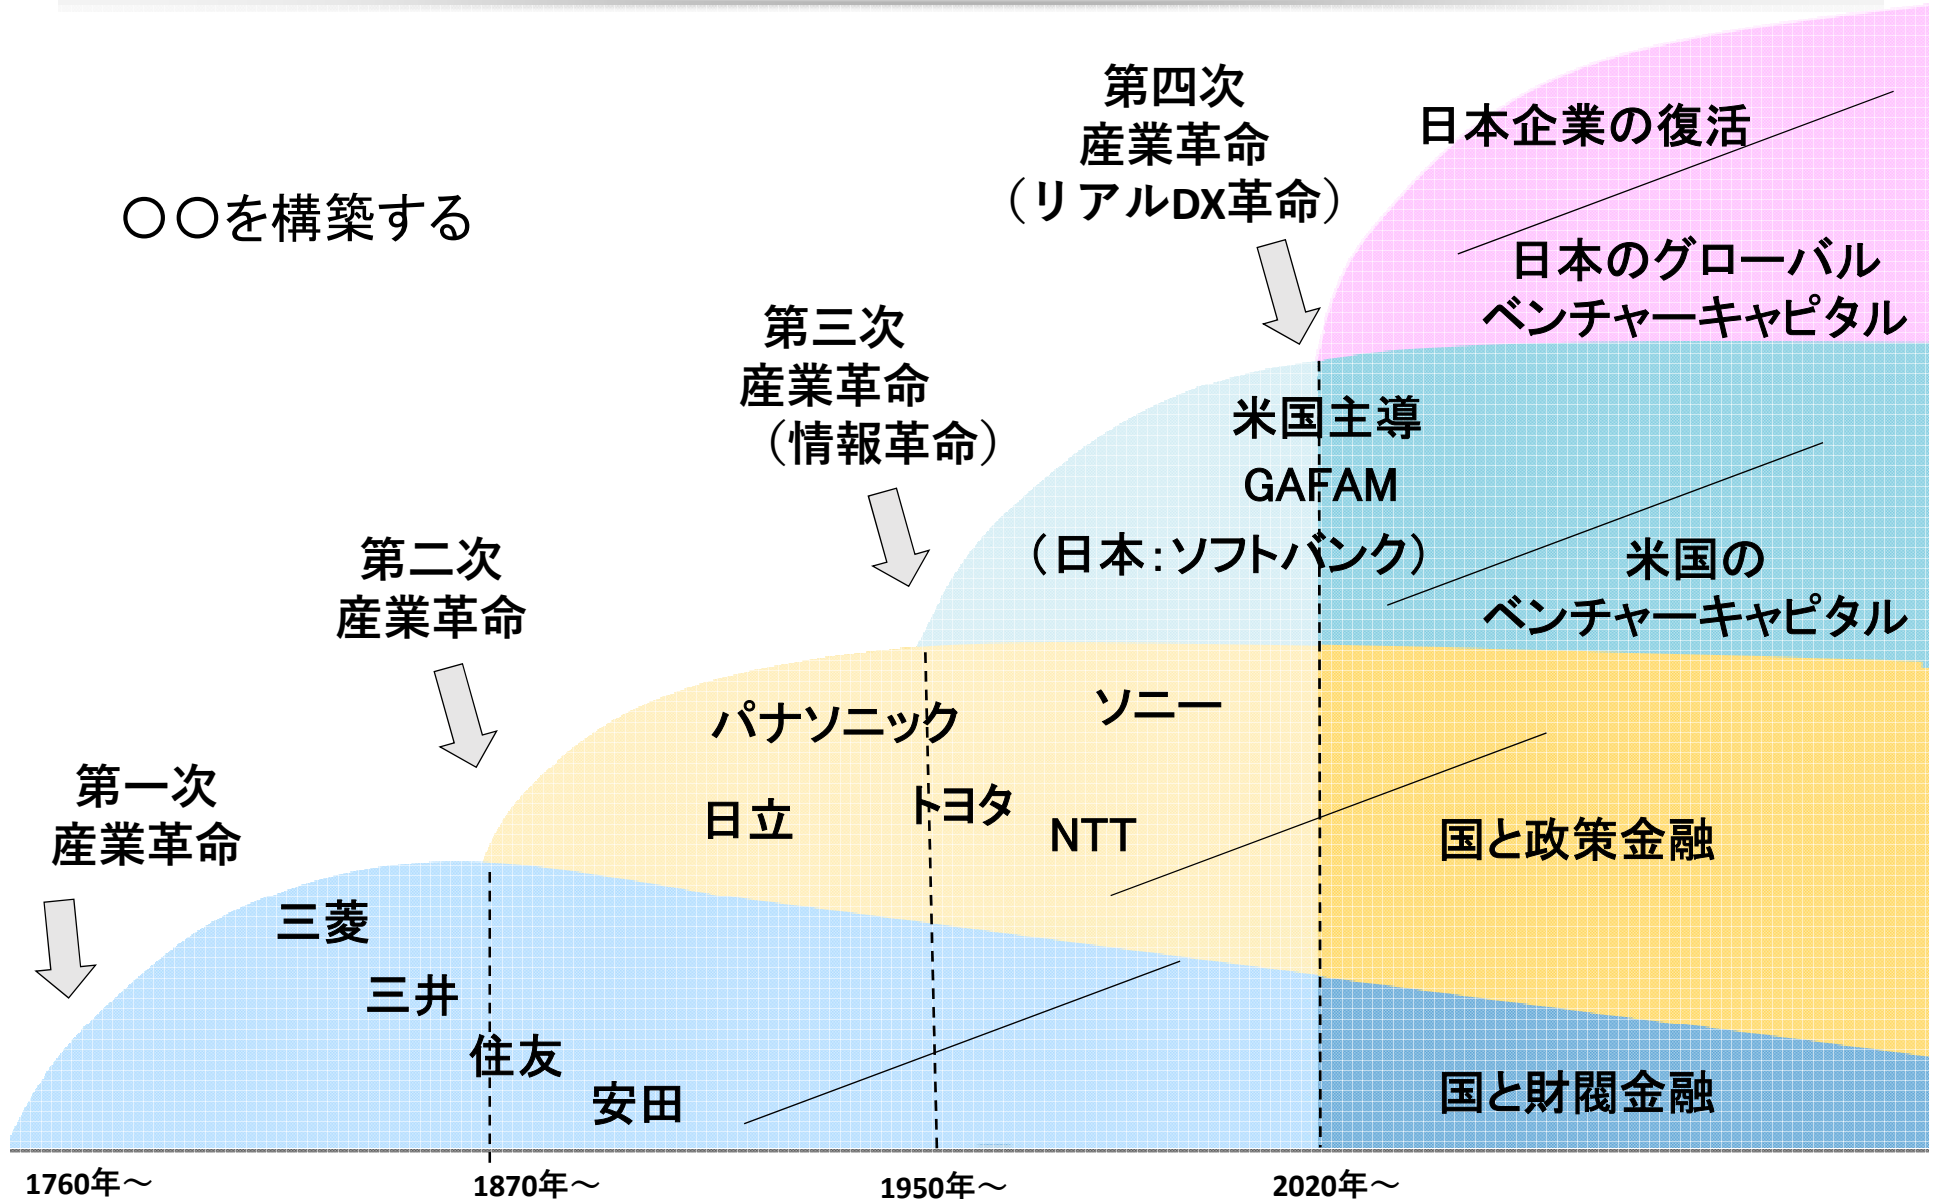 〇〇を構築する
第四次
産業革命
（リアルDX革命）
日本企業の復活
日本のグローバル
ベンチャーキャピタル
第三次
産業革命
（情報革命）
米国主導
GAFAM
（日本：ソフトバンク）
米国の
ベンチャーキャピタル
第二次
産業革命
パナソニック
ソニー
日立
トヨタ
NTT
国と政策金融
第一次
産業革命
三菱
三井
住友
安田
国と財閥金融
1760年～
1870年～
1950年～
2020年～